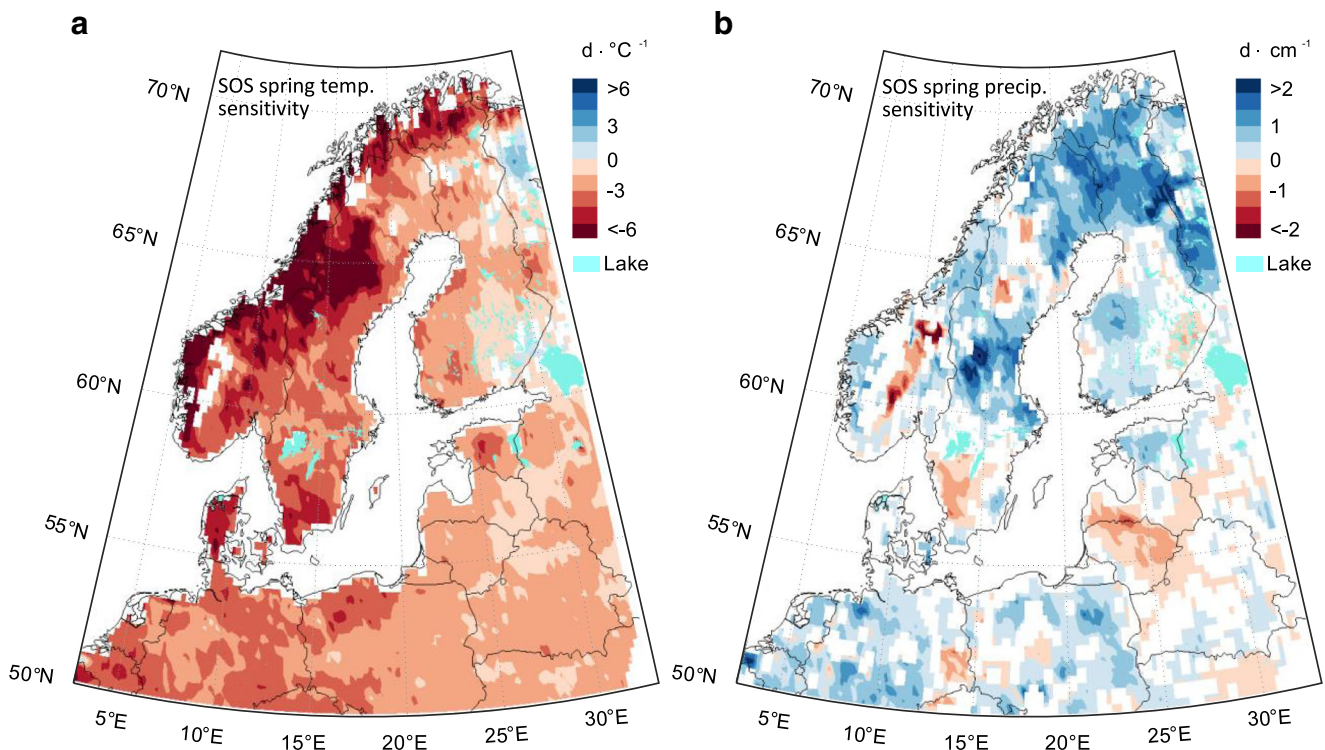 a
SOS spring temp.
sensitivity
d · °C -1
>6
3
0
-3
<-6
Lake
70°N
65°N
60°N
55°N
50°N
5°E
10°E
15°E
20°E
25°E
30°E
b
SOS spring precip.
sensitivity
d · cm -1
>2
1
0
-1
<-2
Lake
70°N
65°N
60°N
55°N
50°N
5°E
10°E
15°E
20°E
25°E
30°E